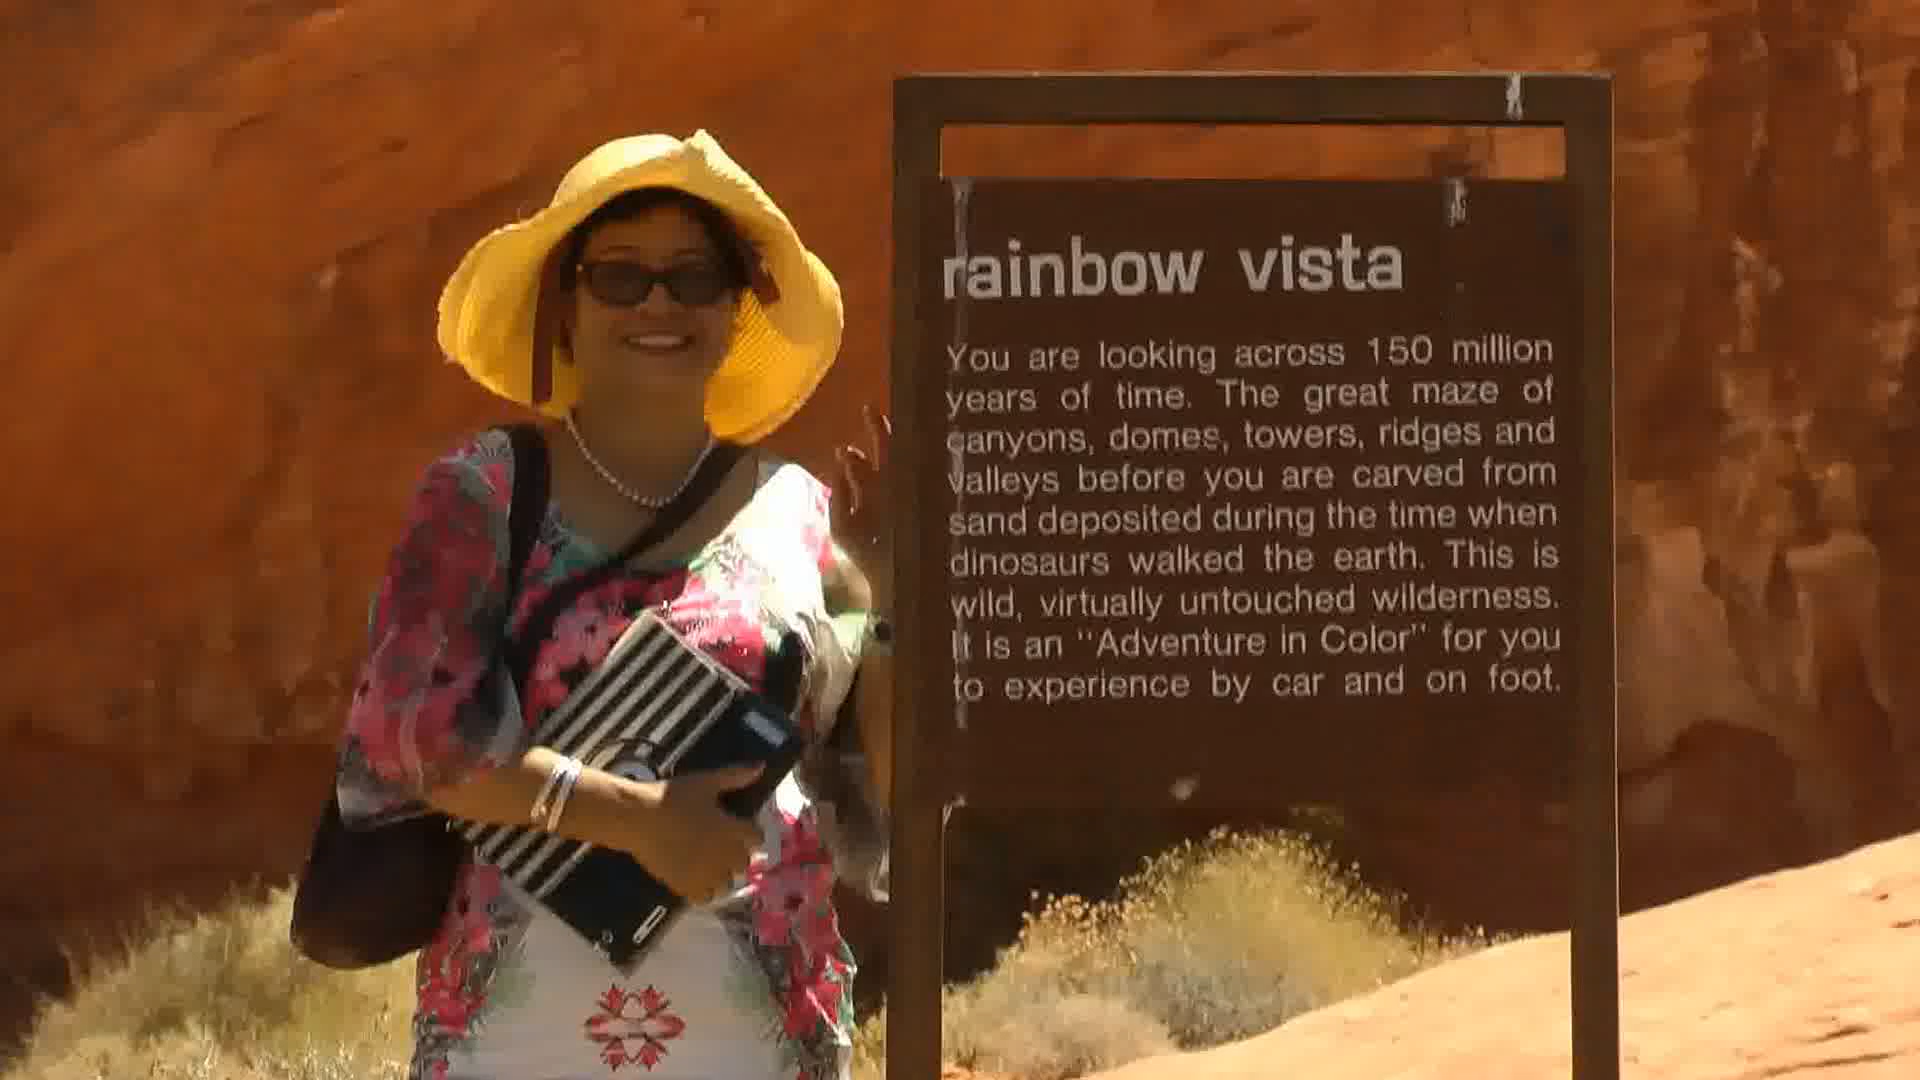 rainbow vista
You are looking across 150 million
years of time. The great maze of
canyons, domes, towers, ridges and
valleys before you are carved from
sand deposited during the time when
dinosaurs walked the earth. This is
wild, virtually untouched wilderness.
It is an "Adventure in Color" for you
to experience by car and on foot.